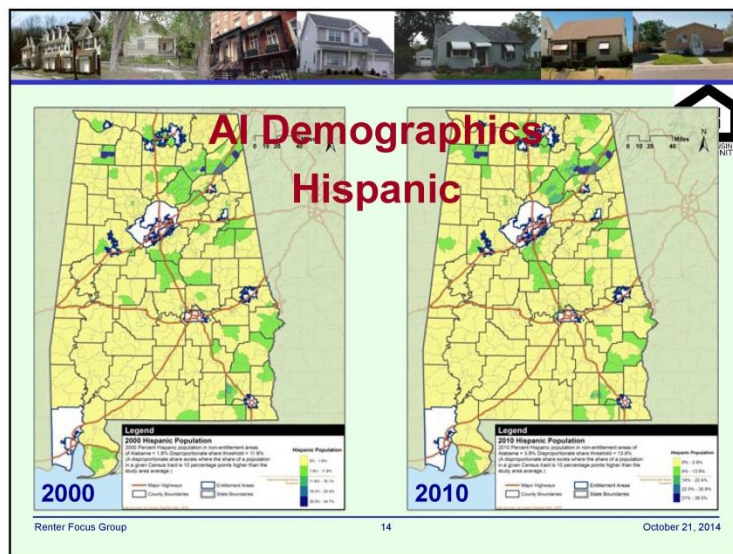 AI Demographics
Hispanic
Miles
0 10 20 40
N
Miles
0 10 20 40
N
Legend
2000 Hispanic Population
2000 Percent Hispanic population in non-entitlement areas
of Alabama = 1.8% Disproportionate share threshold = 11.8%
(A disproportionate share exists where the share of a population
in a given Census tract is 10 percentage points higher than the
study area average.)
Hispanic Population
Major Highways
Entitlement Areas
County Boundaries
State Boundaries
2000
Legend
2010 Hispanic Population
2010 Percent Hispanic population in non-entitlement areas
of Alabama = 3.9% Disproportionate share threshold = 13.9%
(A disproportionate share exists where the share of a population
in a given Census tract is 10 percentage points higher than the
study area average.)
Hispanic Population
Major Highways
Entitlement Areas
County Boundaries
State Boundaries
2010
Renter Focus Group
14
October 21, 2014